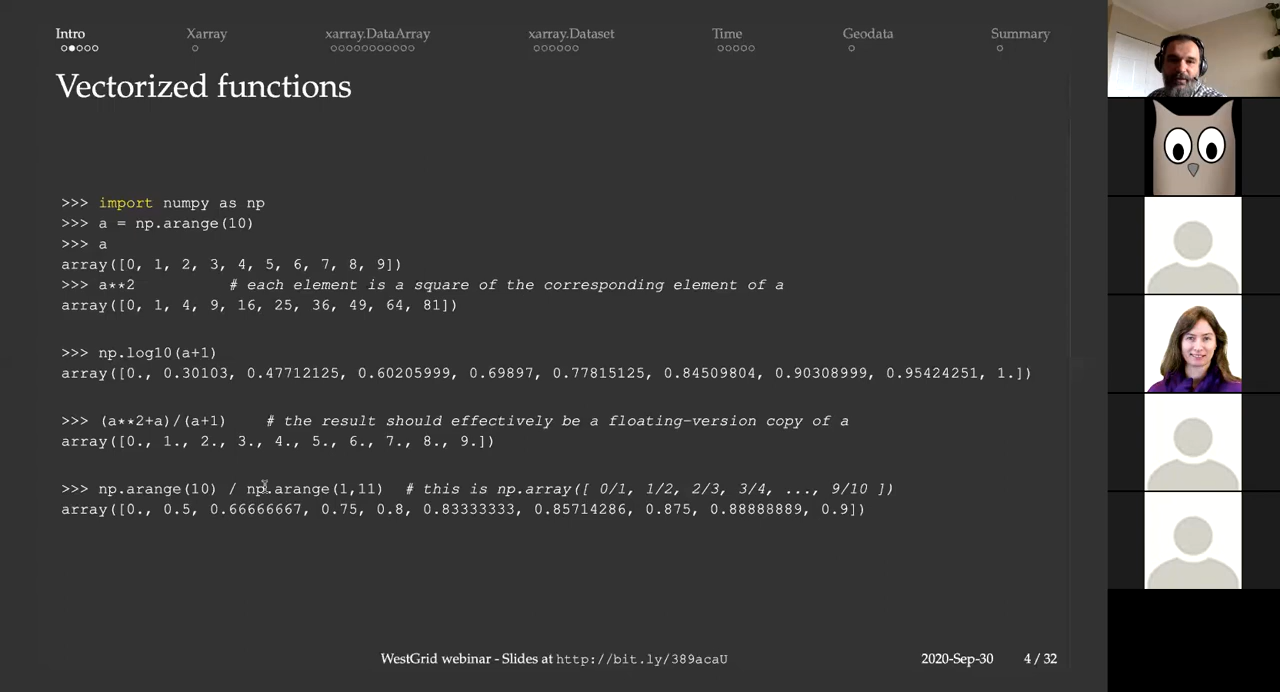 Intro Xarray xarray.DataArray xarray.Dataset Time Geodata Summary
Vectorized functions
>>> import numpy as np
>>> a = np.arange(10)
>>> a
array([0, 1, 2, 3, 4, 5, 6, 7, 8, 9])
>>> a**2 # each element is a square of the corresponding element of a
array([0, 1, 4, 9, 16, 25, 36, 49, 64, 81])
>>> np.log10(a+1)
array([0., 0.30103, 0.47712125, 0.60205999, 0.69897, 0.77815125, 0.84509804, 0.90308999, 0.95424251, 1.])
>>> (a**2+a)/(a+1) # the result should effectively be a floating-version copy of a
array([0., 1., 2., 3., 4., 5., 6., 7., 8., 9.])
>>> np.arange(10) / np.arange(1,11) # this is np.array([ 0/1, 1/2, 2/3, 3/4, ..., 9/10 ])
array([0., 0.5, 0.66666667, 0.75, 0.8, 0.83333333, 0.85714286, 0.875, 0.88888889, 0.9])
WestGrid webinar - Slides at http://bit.ly/389acaU 2020-Sep-30 4 / 32